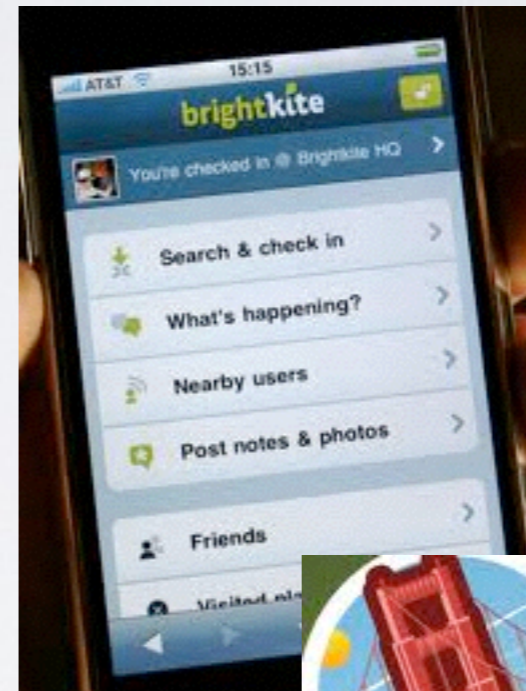 AT&T 15:15
brightkite
You're checked in @ Brightkite HQ
Search & check in
What's happening?
Nearby users
Post notes & photos
Friends
Visited